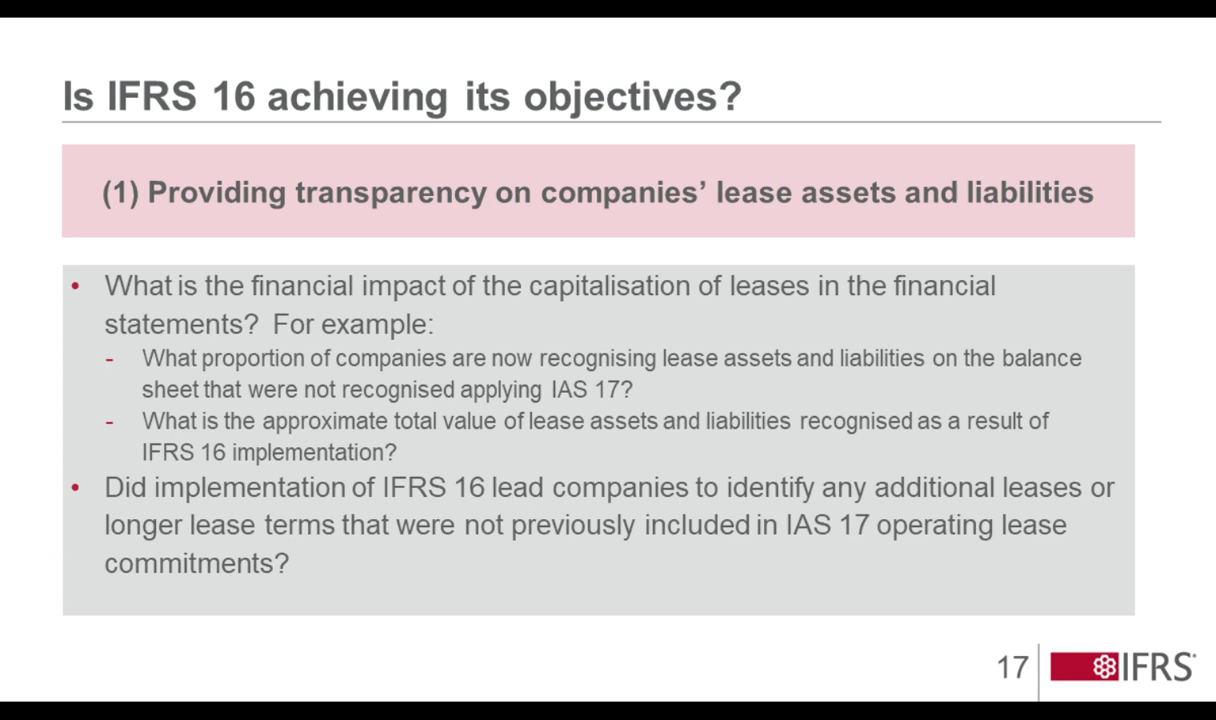 Is IFRS 16 achieving its objectives?
(1) Providing transparency on companies’ lease assets and liabilities
• What is the financial impact of the capitalisation of leases in the financial
statements? For example:
- What proportion of companies are now recognising lease assets and liabilities on the balance
sheet that were not recognised applying IAS 17?
- What is the approximate total value of lease assets and liabilities recognised as a result of
IFRS 16 implementation?
• Did implementation of IFRS 16 lead companies to identify any additional leases or
longer lease terms that were not previously included in IAS 17 operating lease
commitments?
17
IFRS®